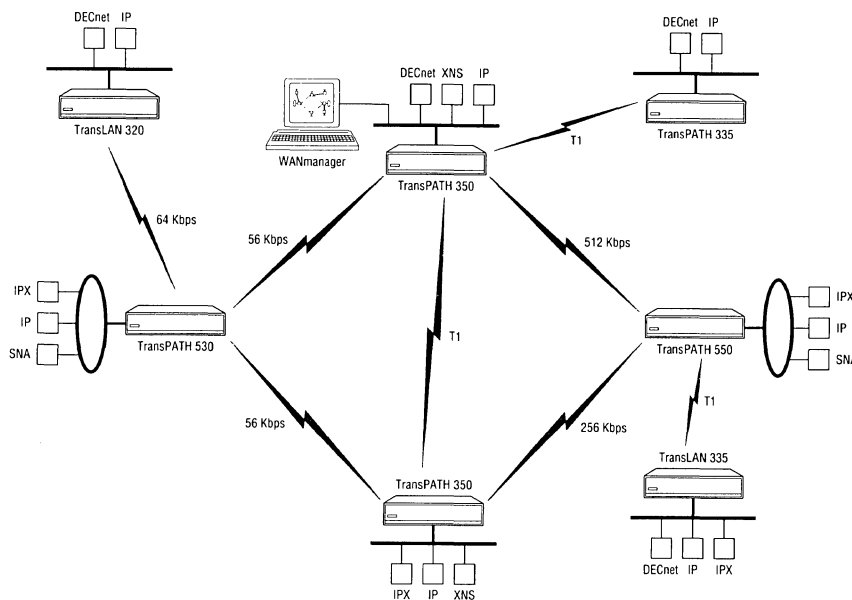 DECnet IP
TransLAN 320
WANmanager
DECnet XNS IP
TransPATH 350
DECnet IP
TransPATH 335
T1
64 Kbps
56 Kbps
512 Kbps
IPX
IP
SNA
TransPATH 530
T1
TransPATH 550
IPX
IP
SNA
56 Kbps
256 Kbps
T1
TransPATH 350
IPX IP XNS
TransLAN 335
DECnet IP IPX